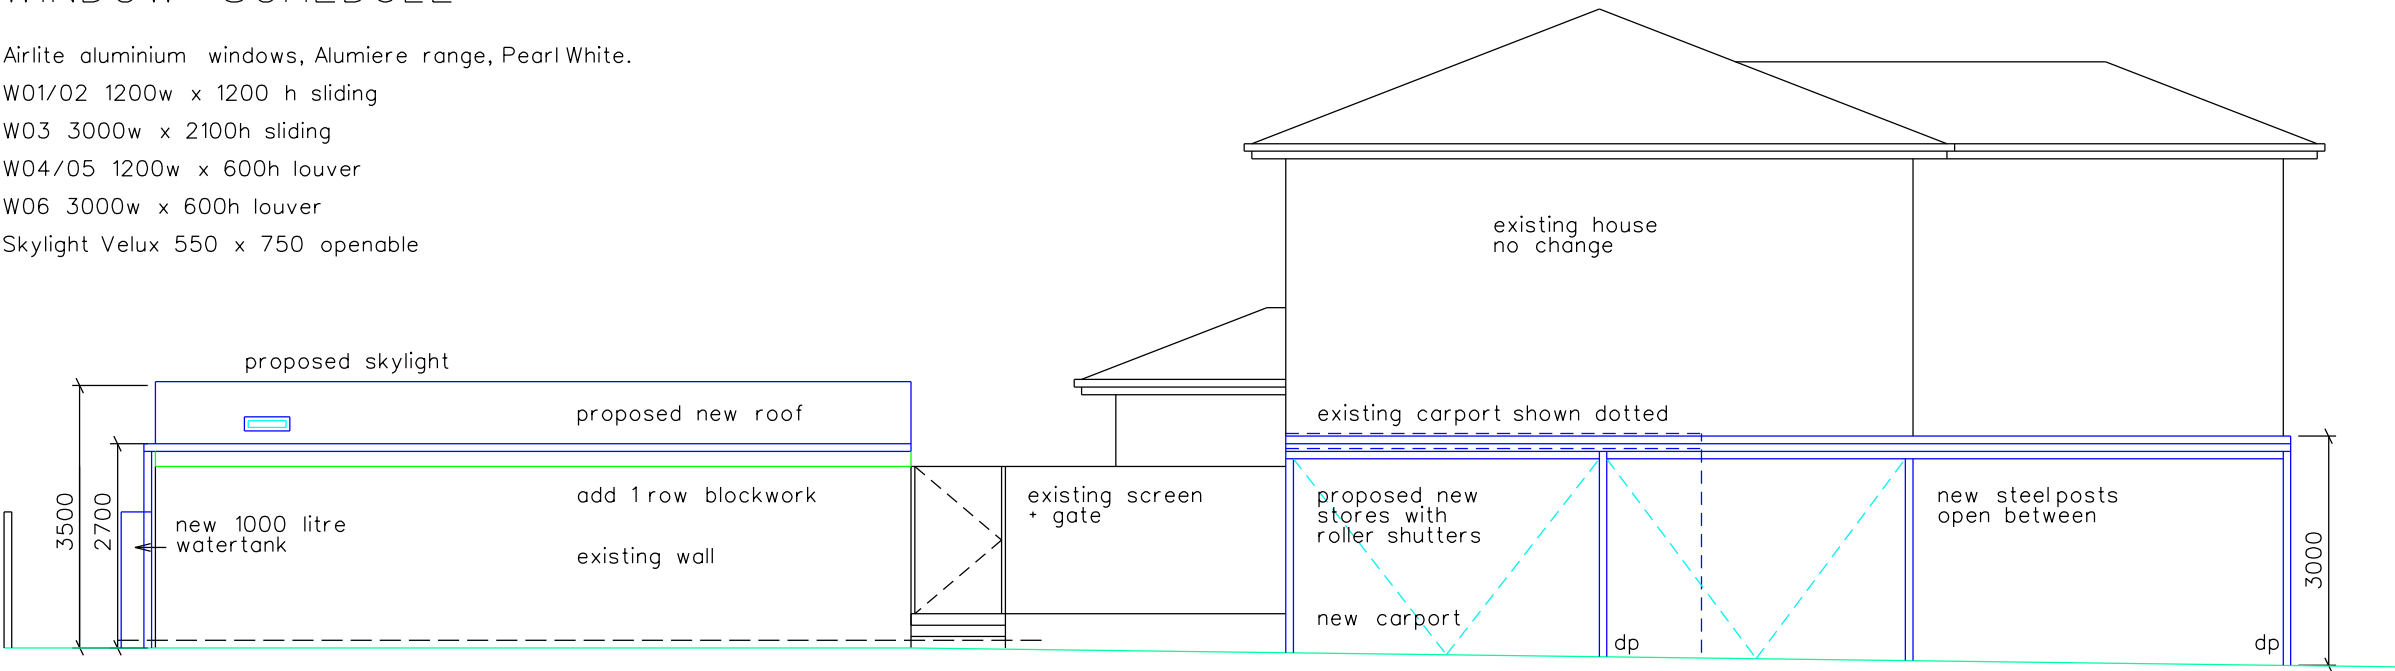 WINDOW SCHEDULE
Airlite aluminium windows, Alumiere range, Pearl White.
W01/02 1200w x 1200 h sliding
W03 3000w x 2100h sliding
W04/05 1200w x 600h louver
W06 3000w x 600h louver
Skylight Velux 550 x 750 openable
existing house
no change
proposed skylight
proposed new roof
existing carport shown dotted
3500
2700
new 1000 litre
watertank
add 1 row blockwork
existing wall
existing screen
+ gate
proposed new
stores with
roller shutters
new carport
new steel posts
open between
3000
dp
dp